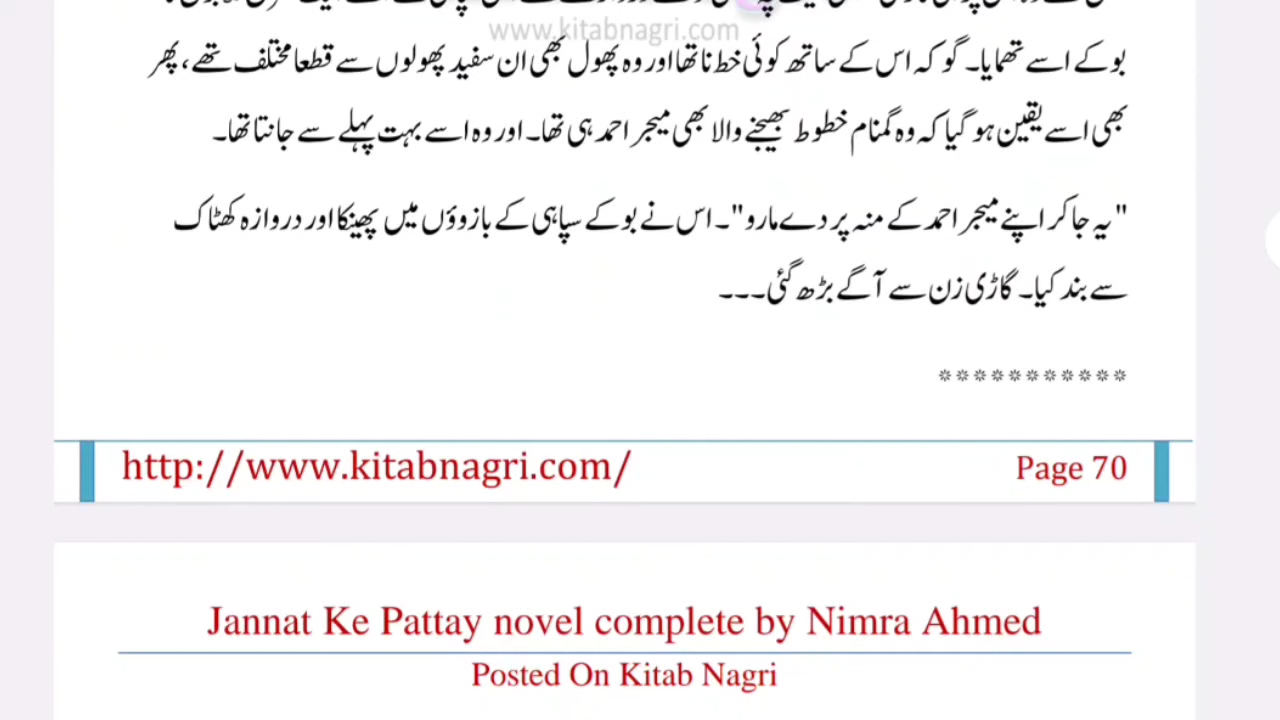 www.kitabnagri.com
بوکے اسے تھمایا۔ گو کہ اس کے ساتھ کوئی خط نا تھا اور وہ پھول بھی ان سفید پھولوں سے قطعا مختلف تھے، پھر
بھی اسے یقین ہو گیا کہ وہ گمنام خطوط بھیجنے والا بھی میجر احمد ہی تھا۔ اور وہ اسے بہت پہلے سے جانتا تھا۔
"یہ جا کر اپنے میجر احمد کے منہ پر دے مارو"۔ اس نے بوکے سپاہی کے بازوؤں میں پھینکا اور دروازہ کھٹاک
سے بند کیا۔ گاڑی زن سے آگے بڑھ گئی۔۔۔
***********
http://www.kitabnagri.com/ Page 70
Jannat Ke Pattay novel complete by Nimra Ahmed
Posted On Kitab Nagri